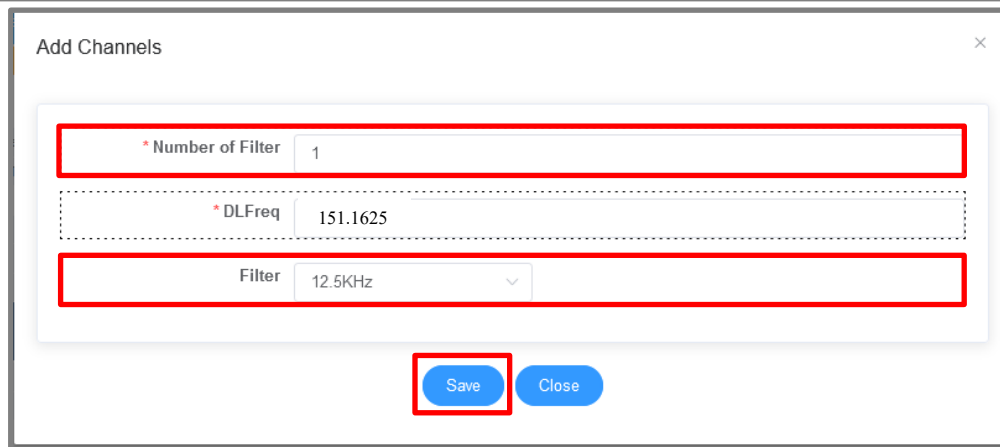 Add Channels
* Number of Filter 1
* DLFreq 151.1625
Filter 12.5KHz
Save Close